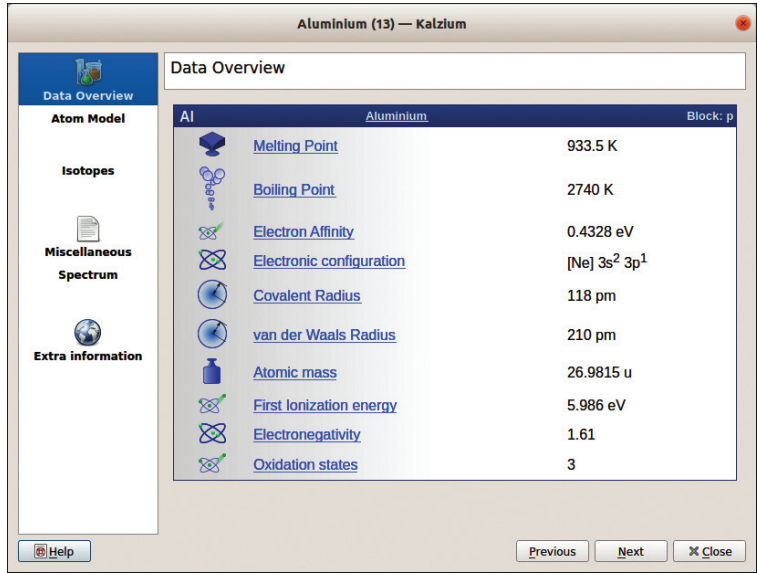 Aluminium (13) — Kalzium
Data Overview
Atom Model
Isotopes
Miscellaneous
Spectrum
Extra information
Data Overview
Al Aluminium Block: p
Melting Point 933.5 K
Boiling Point 2740 K
Electron Affinity 0.4328 eV
Electronic configuration [Ne] 3s² 3p¹
Covalent Radius 118 pm
van der Waals Radius 210 pm
Atomic mass 26.9815 u
First Ionization energy 5.986 eV
Electronegativity 1.61
Oxidation states 3
Help Previous Next Close